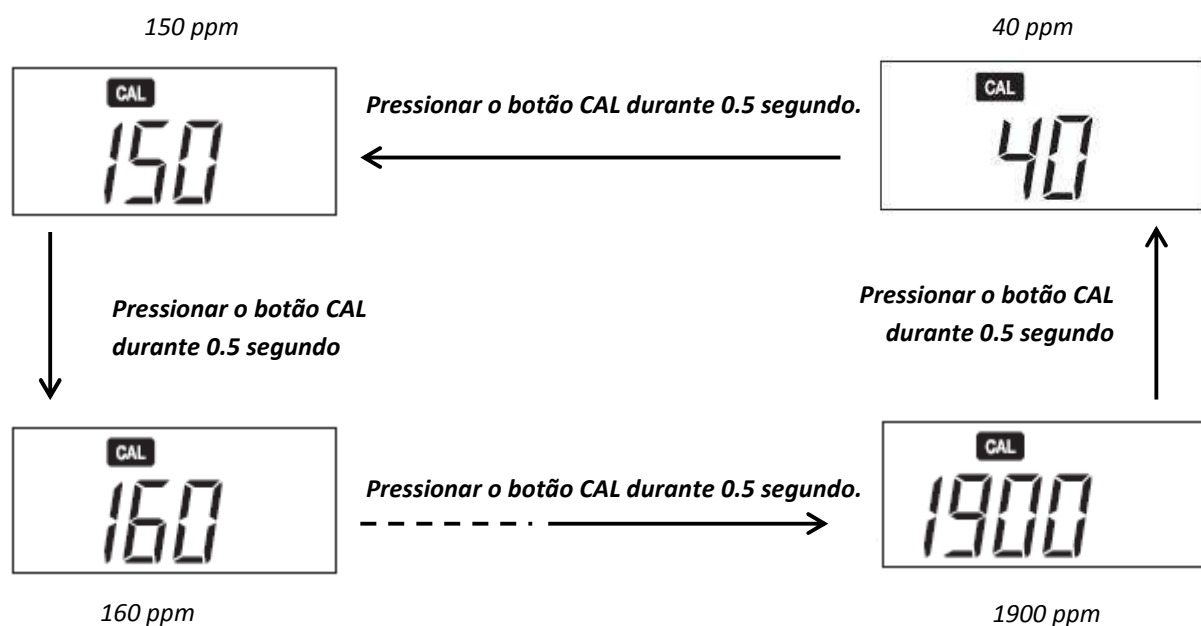 150 ppm
40 ppm
CAL
150
Pressionar o botão CAL durante 0.5 segundo.
CAL
40
Pressionar o botão CAL
durante 0.5 segundo
Pressionar o botão CAL
durante 0.5 segundo
CAL
160
Pressionar o botão CAL durante 0.5 segundo.
CAL
1900
160 ppm
1900 ppm